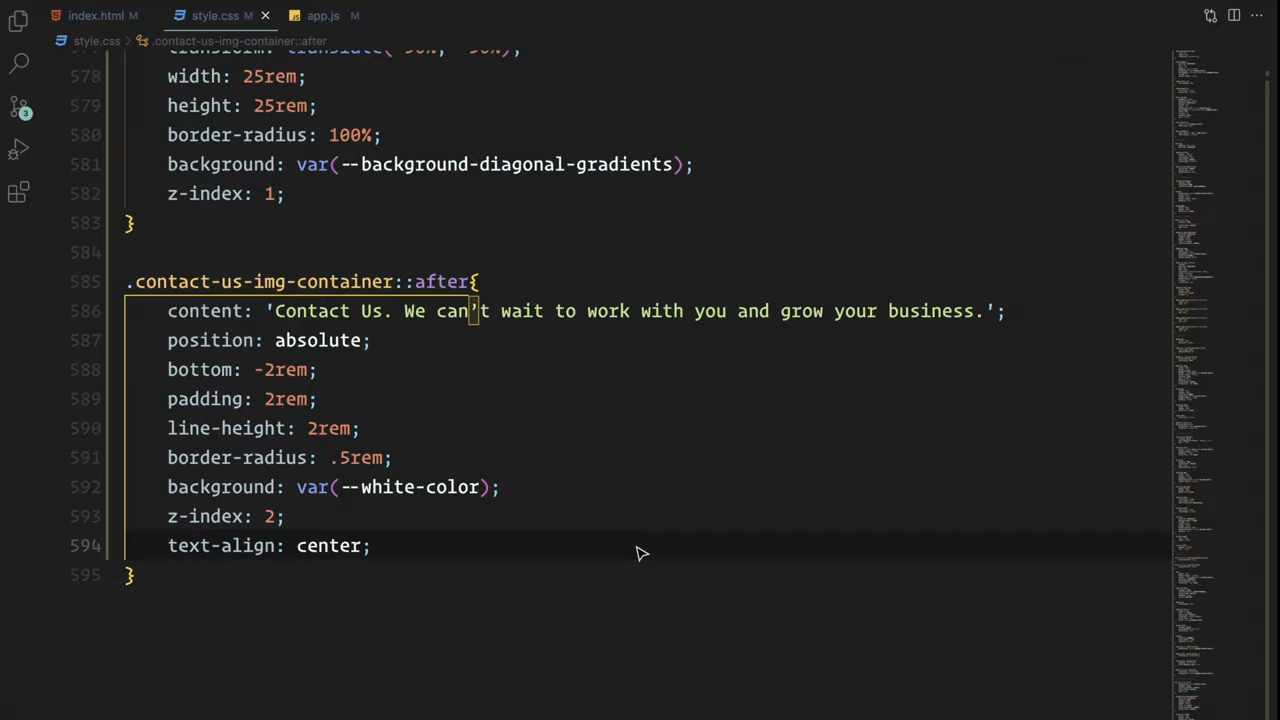 index.html M
style.css
app.js M
style.css > .contact-us-img-container::after
578 width: 25rem;
579 height: 25rem;
580 border-radius: 100%;
581 background: var(--background-diagonal-gradients);
582 z-index: 1;
583 }
584
585 .contact-us-img-container::after{
586 content: 'Contact Us. We can’t wait to work with you and grow your business.';
587 position: absolute;
588 bottom: -2rem;
589 padding: 2rem;
590 line-height: 2rem;
591 border-radius: .5rem;
592 background: var(--white-color);
593 z-index: 2;
594 text-align: center;
595 }
3